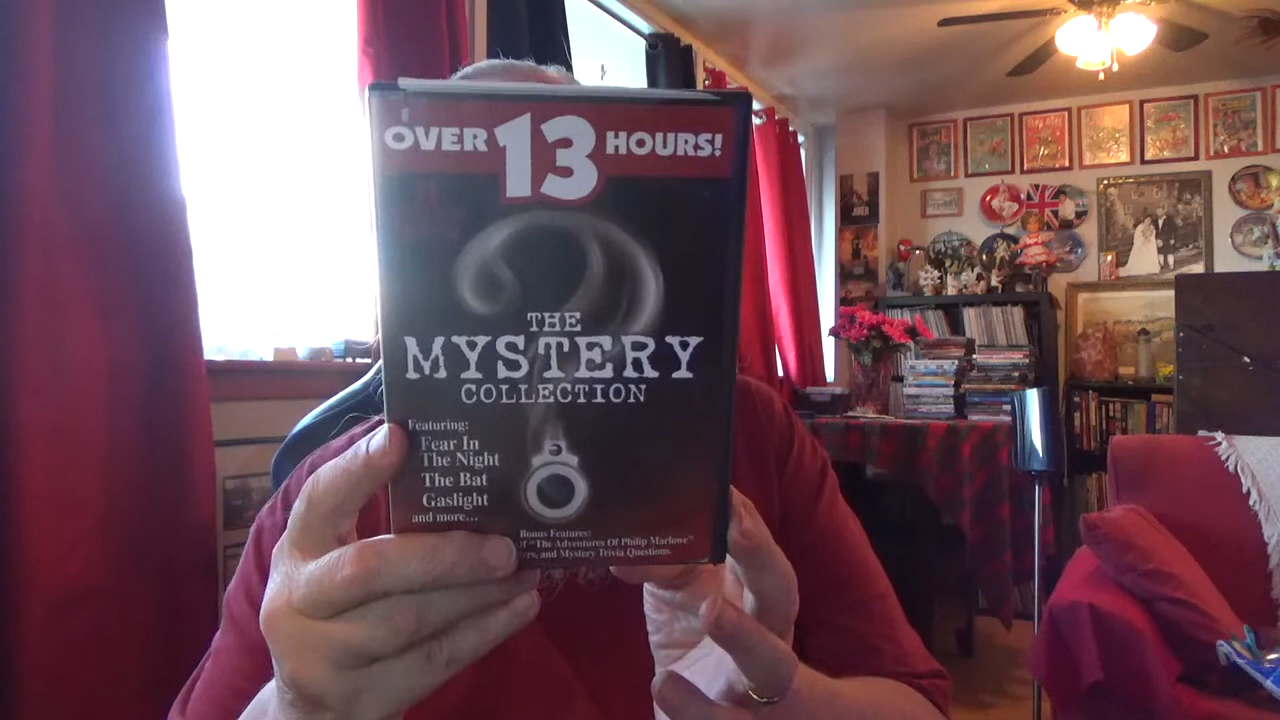 OVER 13 HOURS!
THE
MYSTERY
COLLECTION
Featuring:
Fear In
The Night
The Bat
Gaslight
and more...
Bonus Features:
"The Adventures Of Philip Marlowe"
and Mystery Trivia Questions.
JOKER